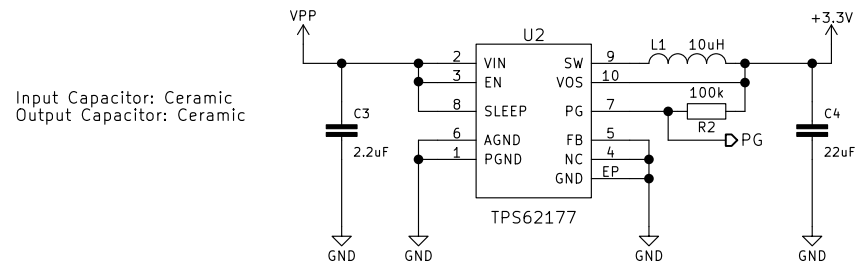 VPP
U2
+3.3V
L1 10uH
2 VIN SW 9
3 EN VOS 10
100k
8 SLEEP PG 7
R2
PG
C3
2.2uF
C4
22uF
6 AGND FB 5
1 PGND NC 4
GND EP
TPS62177
Input Capacitor: Ceramic
Output Capacitor: Ceramic
GND GND GND GND